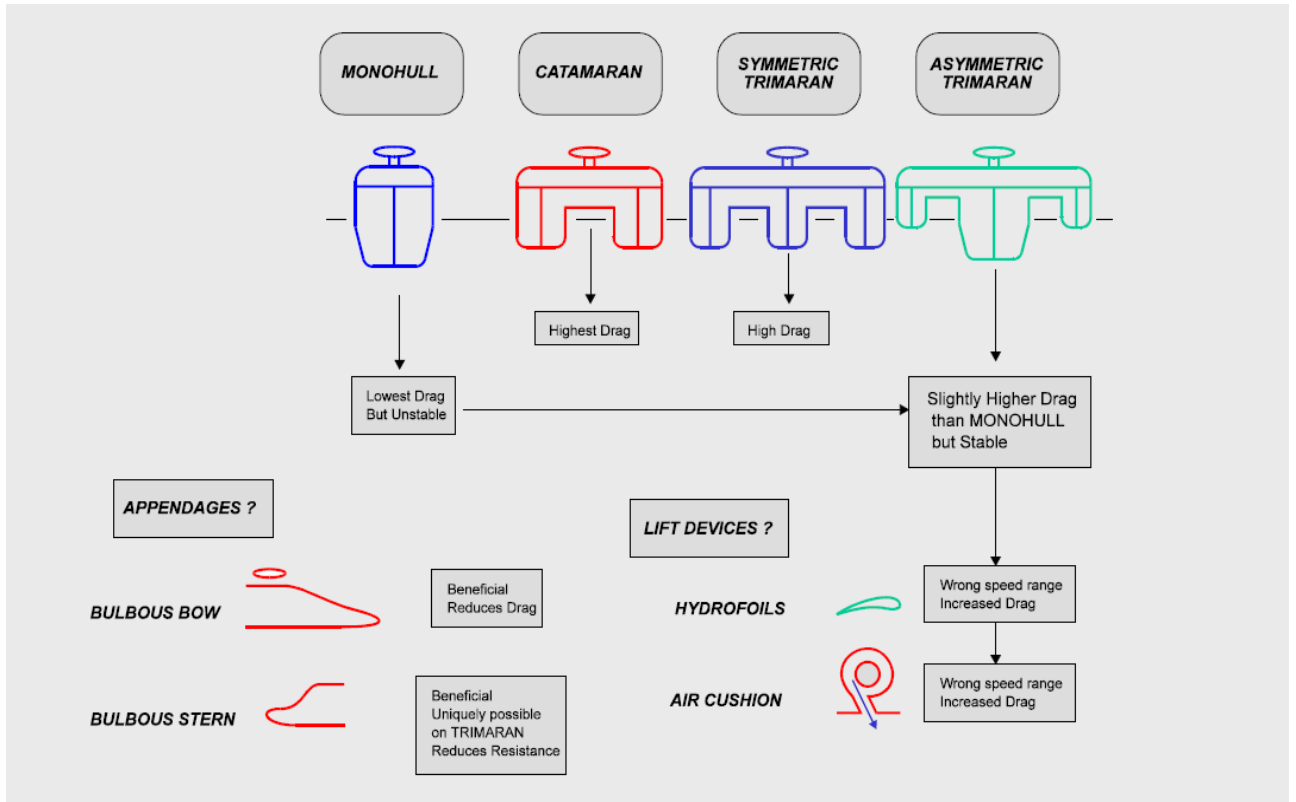 MONOHULL
CATAMARAN
SYMMETRIC
TRIMARAN
ASYMMETRIC
TRIMARAN
Highest Drag
High Drag
Lowest Drag
But Unstable
Slightly Higher Drag
than MONOHULL
but Stable
APPENDAGES ?
BULBOUS BOW
Beneficial
Reduces Drag
BULBOUS STERN
Beneficial
Uniquely possible
on TRIMARAN
Reduces Resistance
LIFT DEVICES ?
HYDROFOILS
Wrong speed range
Increased Drag
AIR CUSHION
Wrong speed range
Increased Drag